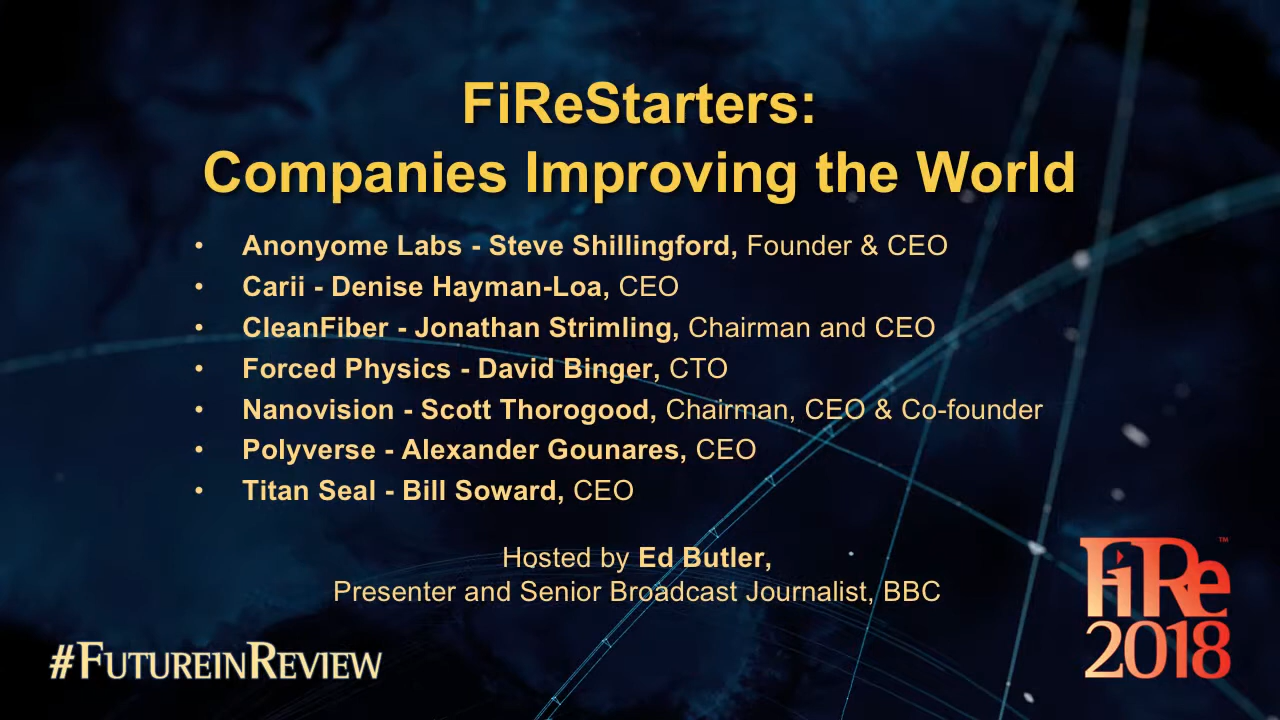 FiReStarters:
Companies Improving the World
• Anonyome Labs - Steve Shillingford, Founder & CEO
• Carii - Denise Hayman-Loa, CEO
• CleanFiber - Jonathan Strimling, Chairman and CEO
• Forced Physics - David Binger, CTO
• Nanovision - Scott Thorogood, Chairman, CEO & Co-founder
• Polyverse - Alexander Gounares, CEO
• Titan Seal - Bill Soward, CEO
Hosted by Ed Butler,
Presenter and Senior Broadcast Journalist, BBC
#FUTUREINREVIEW
FiRe™
2018